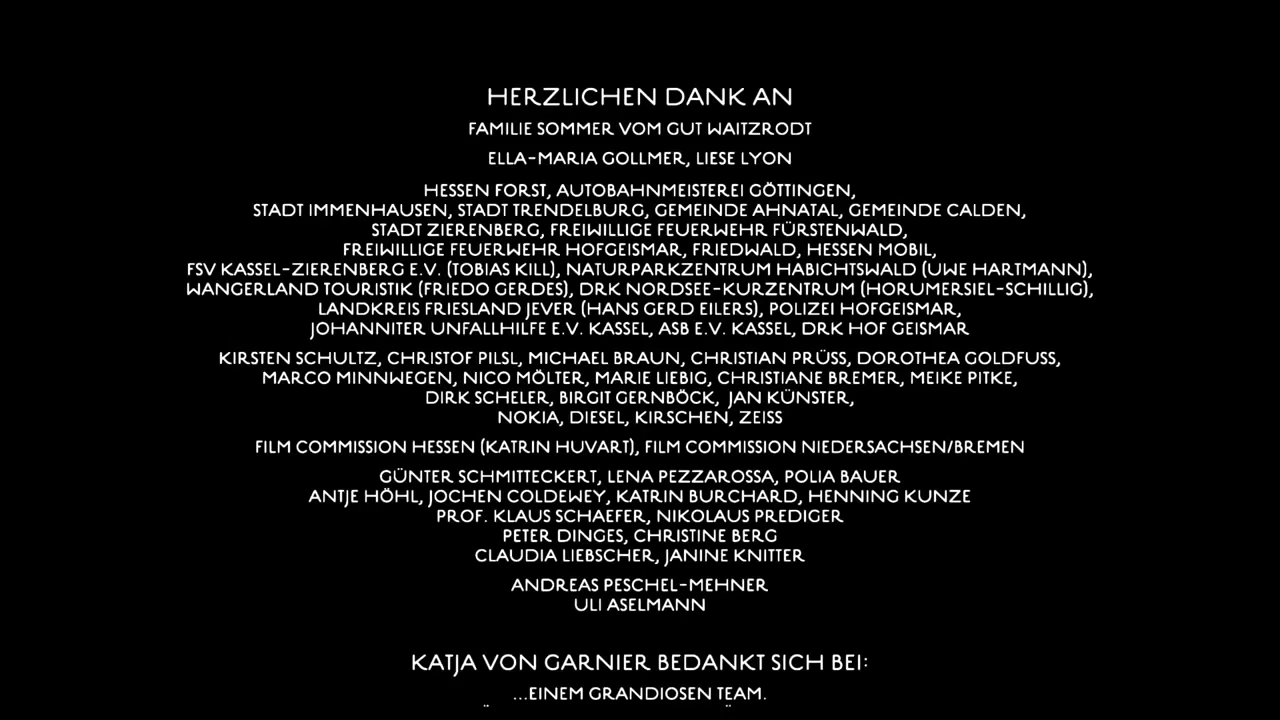 HERZLICHEN DANK AN
FAMILIE SOMMER VOM GUT WAITZRODT
ELLA-MARIA GOLLMER, LIESE LYON
HESSEN FORST, AUTOBAHNMEISTEREI GÖTTINGEN,
STADT IMMENHAUSEN, STADT TRENDELBURG, GEMEINDE AHNATAL, GEMEINDE CALDEN,
STADT ZIERENBERG, FREIWILLIGE FEUERWEHR FÜRSTENWALD,
FREIWILLIGE FEUERWEHR HOFGEISMAR, FRIEDWALD, HESSEN MOBIL,
FSV KASSEL-ZIERENBERG E.V. (TOBIAS KILL), NATURPARKZENTRUM HABICHTSWALD (UWE HARTMANN),
WANGERLAND TOURISTIK (FRIEDO GERDES), DRK NORDSEE-KURZENTRUM (HORUMERSIEL-SCHILLIG),
LANDKREIS FRIESLAND JEVER (HANS GERD EILERS), POLIZEI HOFGEISMAR,
JOHANNITER UNFALLHILFE E.V. KASSEL, ASB E.V. KASSEL, DRK HOF GEISMAR
KIRSTEN SCHULTZ, CHRISTOF PILSL, MICHAEL BRAUN, CHRISTIAN PRÜSS, DOROTHEA GOLDFUSS,
MARCO MINNWEGEN, NICO MÖLTER, MARIE LIEBIG, CHRISTIANE BREMER, MEIKE PITKE,
DIRK SCHELER, BIRGIT GERNBÖCK, JAN KÜNSTER,
NOKIA, DIESEL, KIRSCHEN, ZEISS
FILM COMMISSION HESSEN (KATRIN HUVART), FILM COMMISSION NIEDERSACHSEN/BREMEN
GÜNTER SCHMITTECKERT, LENA PEZZAROSSA, POLIA BAUER
ANTJE HÖHL, JOCHEN COLDEWEY, KATRIN BURCHARD, HENNING KUNZE
PROF. KLAUS SCHAEFER, NIKOLAUS PREDIGER
PETER DINGES, CHRISTINE BERG
CLAUDIA LIEBSCHER, JANINE KNITTER
ANDREAS PESCHEL-MEHNER
ULI ASELMANN
KATJA VON GARNIER BEDANKT SICH BEI:
...EINEM GRANDIOSEN TEAM.